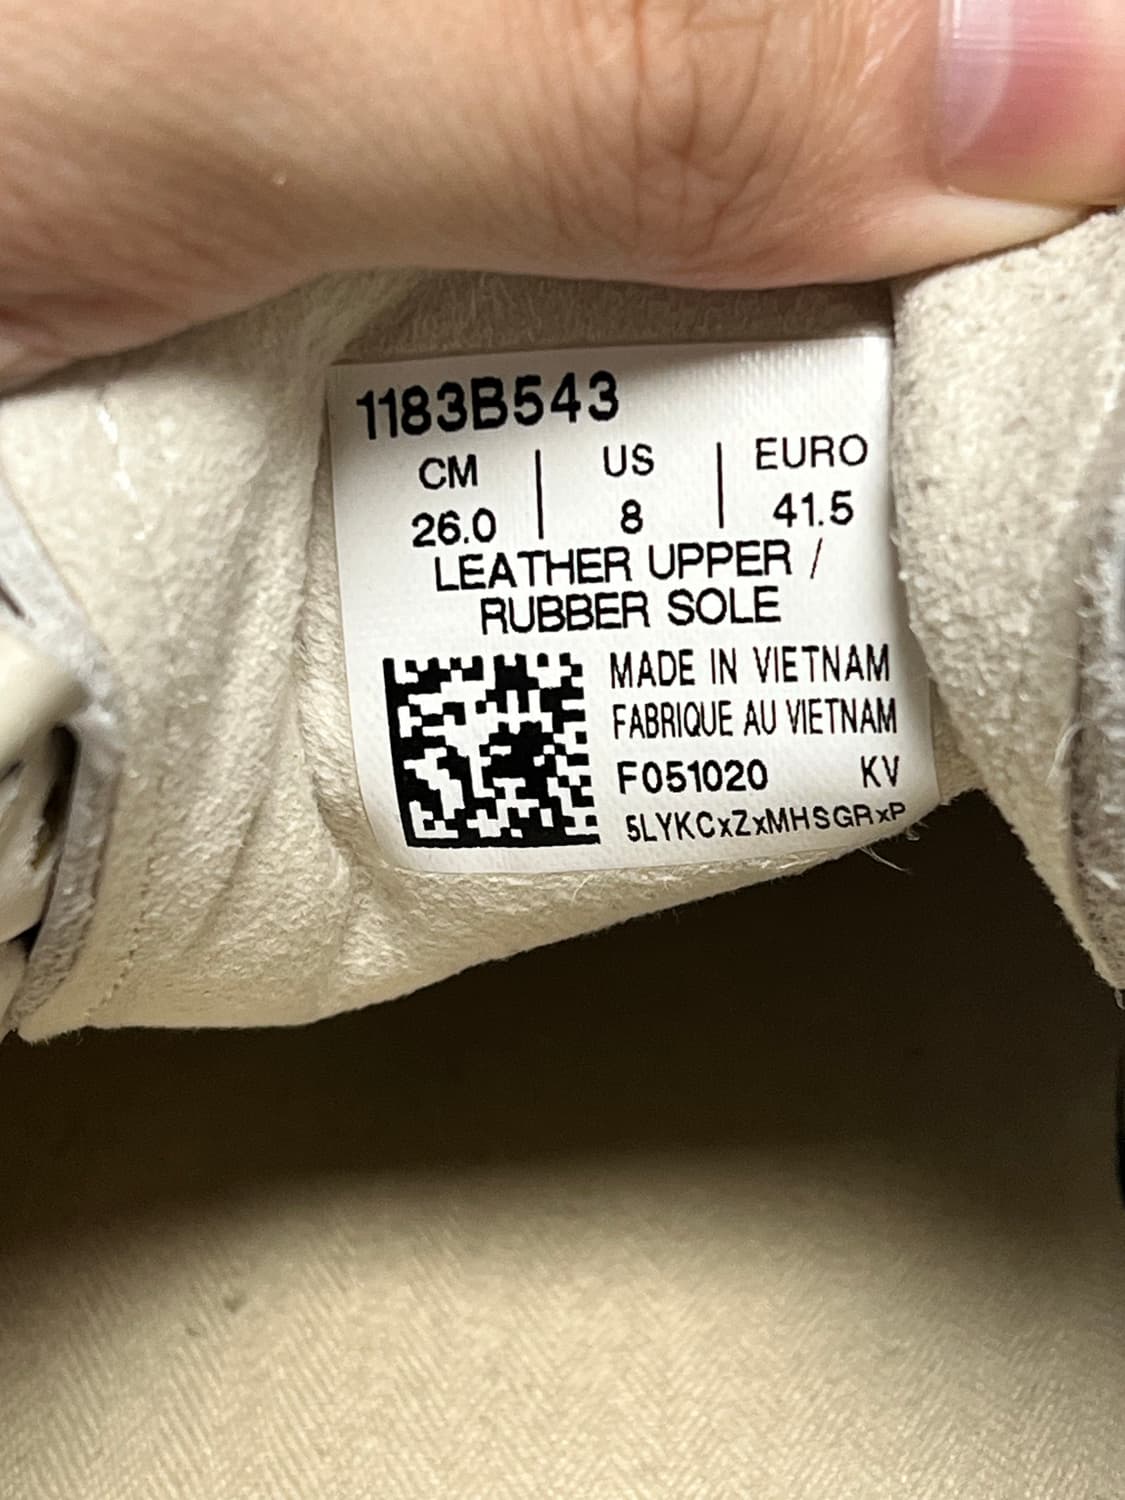 1183B543
CM | US | EURO
26.0 | 8 | 41.5
LEATHER UPPER /
RUBBER SOLE
MADE IN VIETNAM
FABRIQUE AU VIETNAM
F051020 KV
5LYKCxZxMHSGRxP